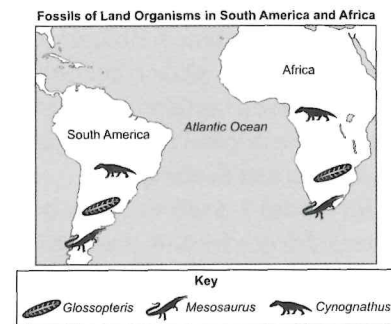 Fossils of Land Organisms in South America and Africa
Africa
Atlantic Ocean
South America
Key
Glossopteris Mesosaurus Cynognathus